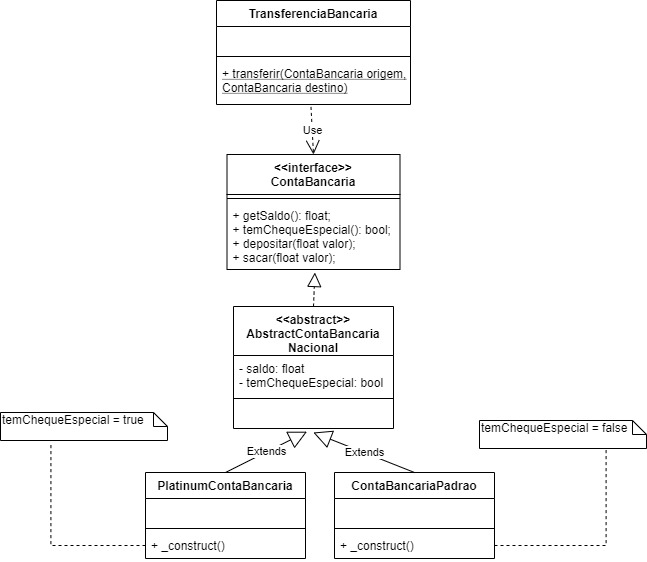 TransferenciaBancaria
+ transferir(ContaBancaria origem,
ContaBancaria destino)
Use
<<interface>>
ContaBancaria
+ getSaldo(): float;
+ temChequeEspecial(): bool;
+ depositar(float valor);
+ sacar(float valor);
<<abstract>>
AbstractContaBancaria
Nacional
- saldo: float
- temChequeEspecial: bool
temChequeEspecial = true
temChequeEspecial = false
Extends
Extends
PlatinumContaBancaria
+ _construct()
ContaBancariaPadrao
+ _construct()